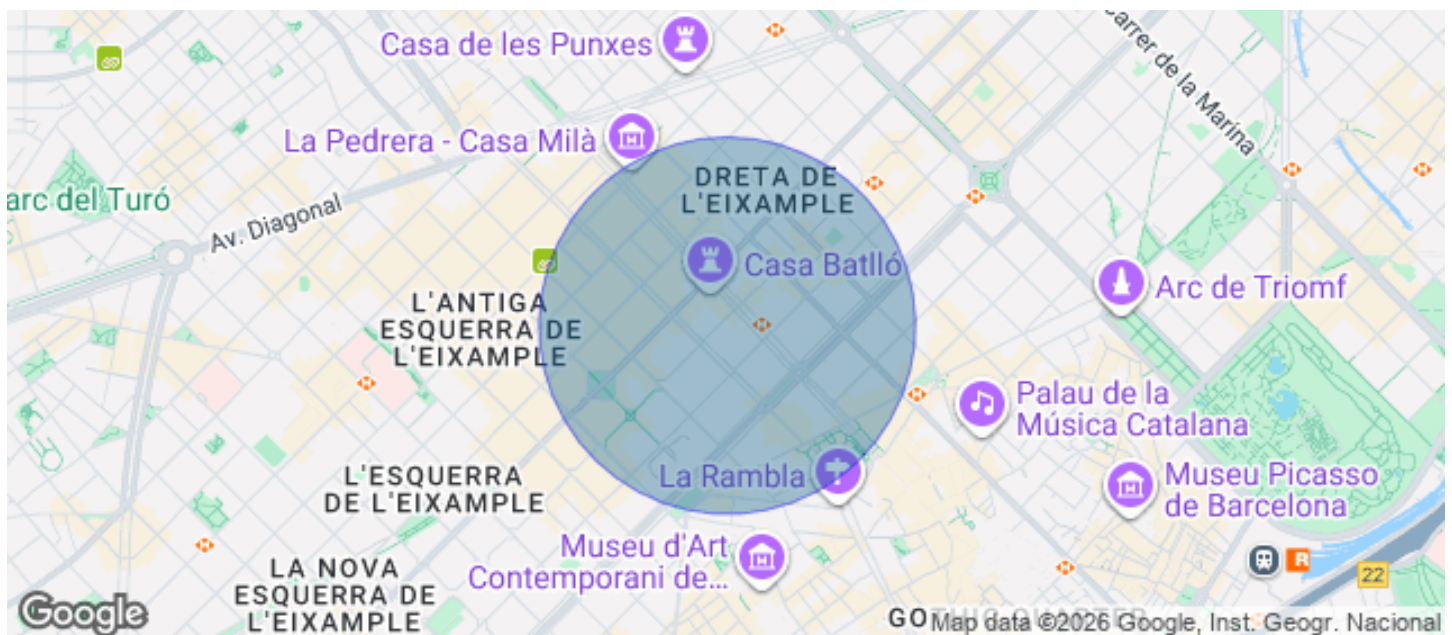 Casa de les Punxes
Carrer de la Marina
La Pedrera - Casa Milà
DRETA DE
L'EIXAMPLE
arc del Turó
Av. Diagonal
Casa Batlló
Arc de Triomf
L'ANTIGA
ESQUERRA DE
L'EIXAMPLE
Palau de la
Música Catalana
L'ESQUERRA
DE L'EIXAMPLE
La Rambla
Museu Picasso
de Barcelona
Museu d'Art
Contemporani de...
LA NOVA
ESQUERRA DE
L'EIXAMPLE
R
22
Google
GOTHIC QUARTER
Map data ©2026 Google, Inst. Geogr. Nacional